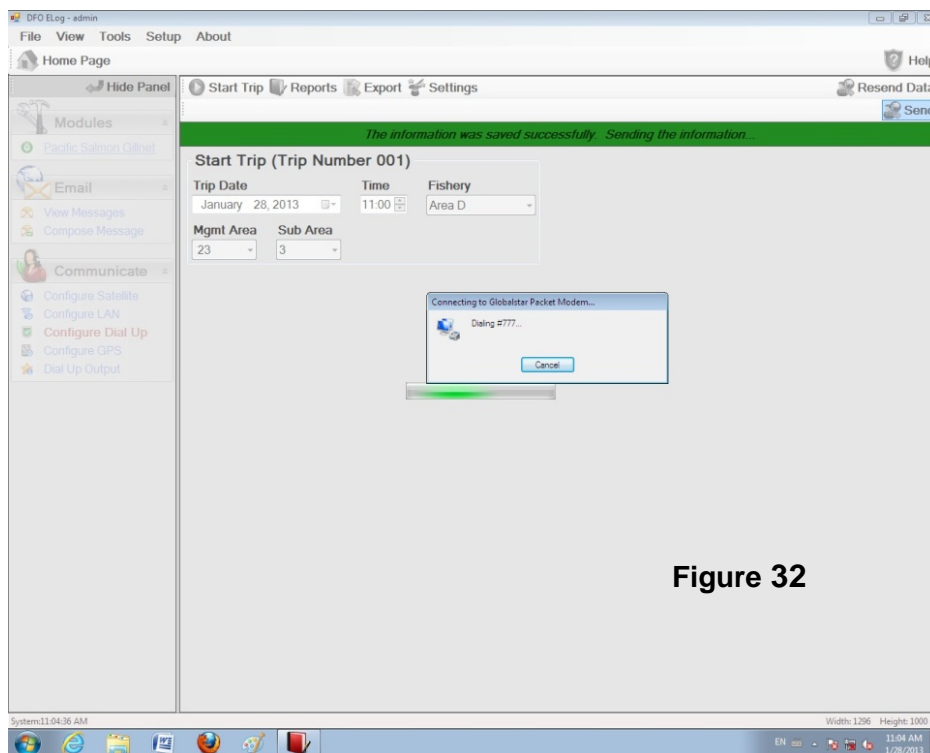 DFO ELog - admin
File View Tools Setup About
Home Page Help
Hide Panel Start Trip Reports Export Settings Resend Data
Send
Modules
The information was saved successfully. Sending the information...
Pacific Salmon Gillnet
Start Trip (Trip Number 001)
Email
Trip Date Time Fishery
January 28, 2013 11:00 Area D
View Messages
Compose Message
Mgmt Area Sub Area
23 3
Communicate
Configure Satellite
Configure LAN
Configure Dial Up
Configure GPS
Dial Up Output
Connecting to Globalstar Packet Modem...
Dialing #777...
Cancel
Figure 32
System:11:04:36 AM Width: 1296 Height: 1000
EN 11:04 AM
1/28/2013